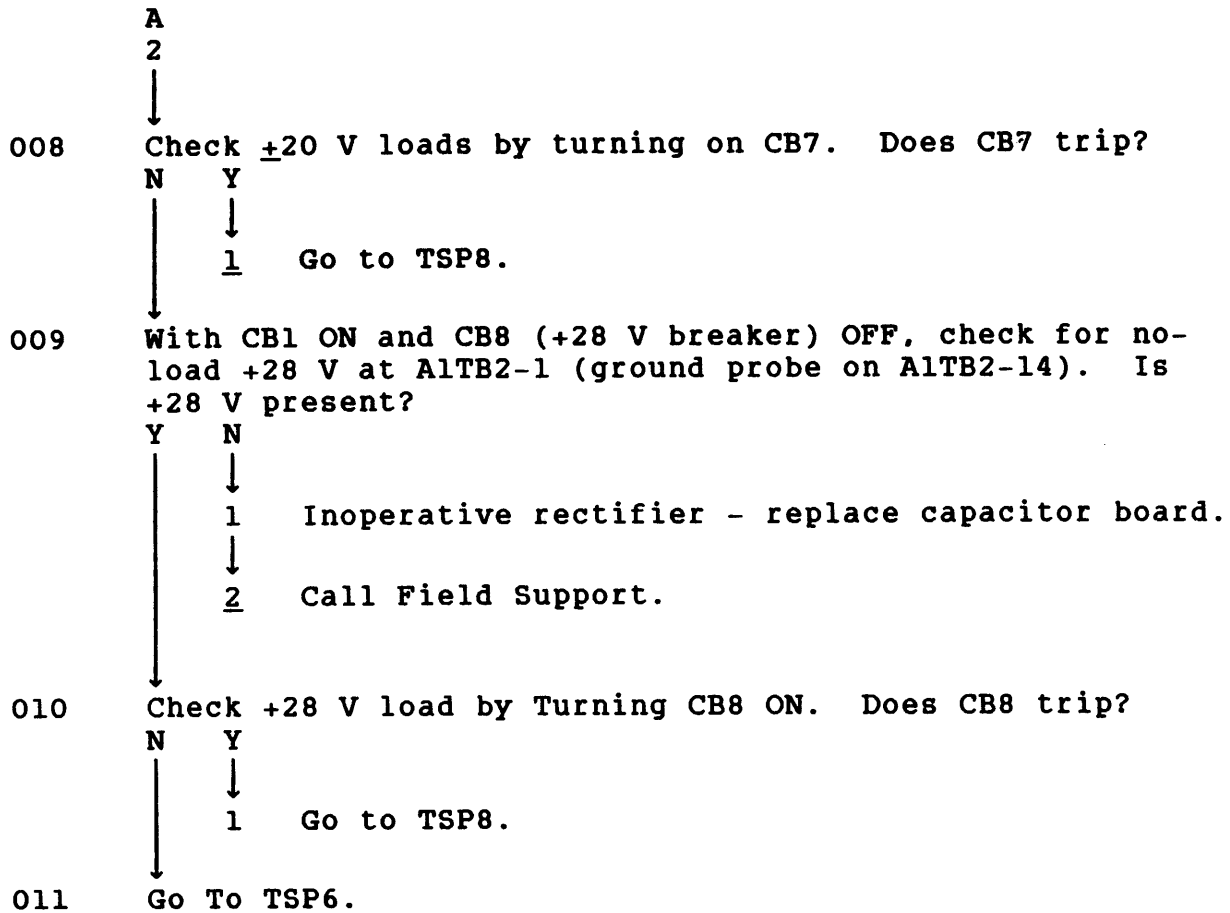 A
2
008 Check ±20 V loads by turning on CB7. Does CB7 trip?
N Y
1 Go to TSP8.
009 With CB1 ON and CB8 (+28 V breaker) OFF, check for no-
load +28 V at A1TB2-1 (ground probe on A1TB2-14). Is
+28 V present?
Y N
1 Inoperative rectifier - replace capacitor board.
2 Call Field Support.
010 Check +28 V load by Turning CB8 ON. Does CB8 trip?
N Y
1 Go to TSP8.
011 Go To TSP6.